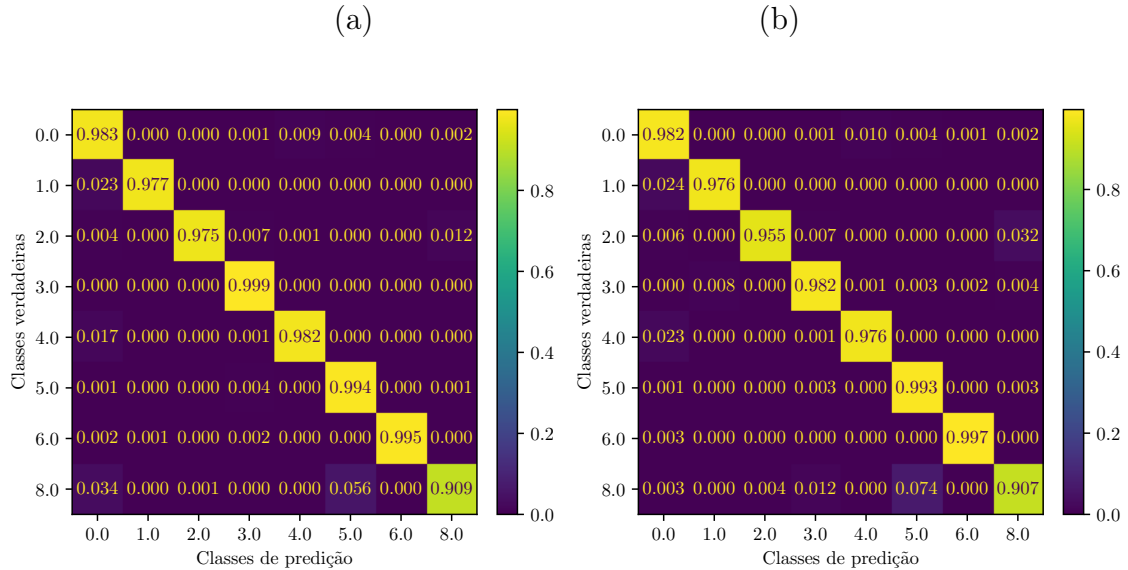 (a)
0.0 0.983 0.000 0.000 0.001 0.009 0.004 0.000 0.002
1.0 0.023 0.977 0.000 0.000 0.000 0.000 0.000 0.000
2.0 0.004 0.000 0.975 0.007 0.001 0.000 0.000 0.012
3.0 0.000 0.000 0.000 0.999 0.000 0.000 0.000 0.000
4.0 0.017 0.000 0.000 0.001 0.982 0.000 0.000 0.000
5.0 0.001 0.000 0.000 0.004 0.000 0.994 0.000 0.001
6.0 0.002 0.001 0.000 0.002 0.000 0.000 0.995 0.000
8.0 0.034 0.000 0.001 0.000 0.000 0.056 0.000 0.909
0.0 1.0 2.0 3.0 4.0 5.0 6.0 8.0
Classes de predição
Classes verdadeiras
0.8
0.6
0.4
0.2
0.0
(b)
0.0 0.982 0.000 0.000 0.001 0.010 0.004 0.001 0.002
1.0 0.024 0.976 0.000 0.000 0.000 0.000 0.000 0.000
2.0 0.006 0.000 0.955 0.007 0.000 0.000 0.000 0.032
3.0 0.000 0.008 0.000 0.982 0.001 0.003 0.002 0.004
4.0 0.023 0.000 0.000 0.001 0.976 0.000 0.000 0.000
5.0 0.001 0.000 0.000 0.003 0.000 0.993 0.000 0.003
6.0 0.003 0.000 0.000 0.000 0.000 0.000 0.997 0.000
8.0 0.003 0.000 0.004 0.012 0.000 0.074 0.000 0.907
0.0 1.0 2.0 3.0 4.0 5.0 6.0 8.0
Classes de predição
Classes verdadeiras
0.8
0.6
0.4
0.2
0.0